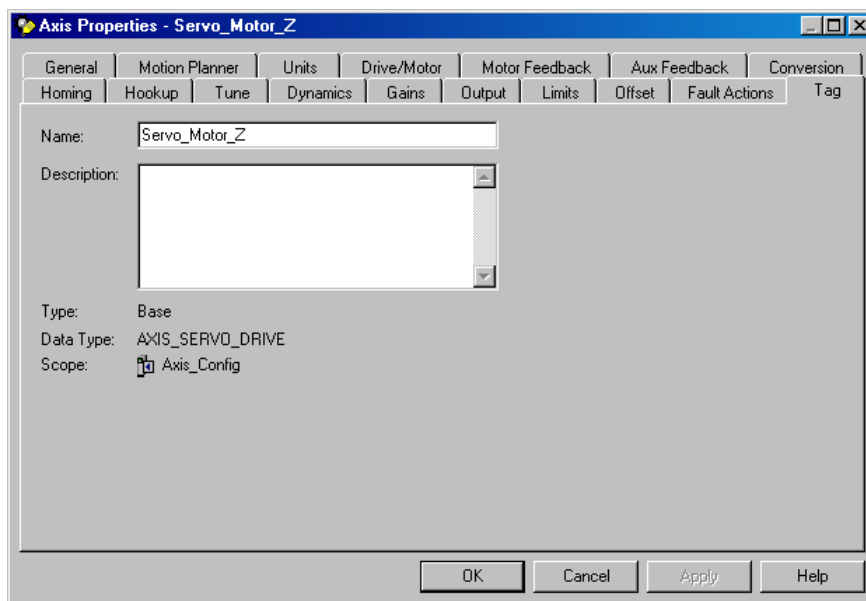 Axis Properties - Servo_Motor_Z
General Motion Planner Units Drive/Motor Motor Feedback Aux Feedback Conversion
Homing Hookup Tune Dynamics Gains Output Limits Offset Fault Actions Tag
Name: Servo_Motor_Z
Description:
Type: Base
Data Type: AXIS_SERVO_DRIVE
Scope: Axis_Config
OK Cancel Apply Help